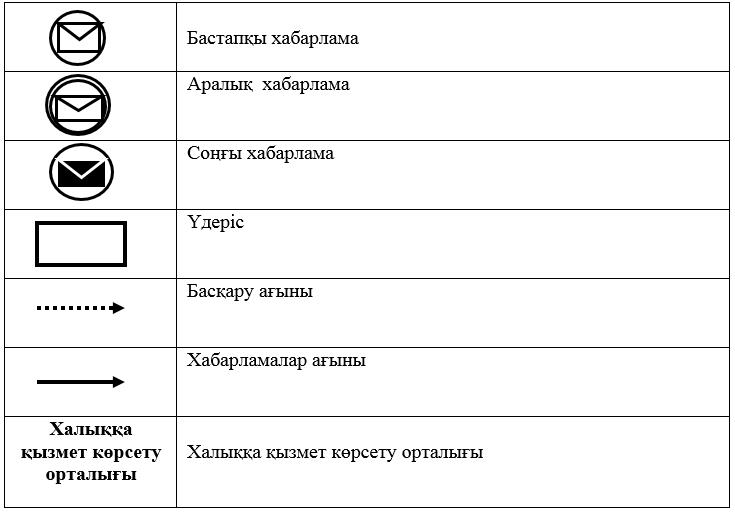 Бастапқы хабарлама
Аралық хабарлама
Соңғы хабарлама
Үдеріс
Басқару ағыны
Хабарламалар ағыны
Халыққа
қызмет көрсету
орталығы
Халыққа қызмет көрсету орталығы